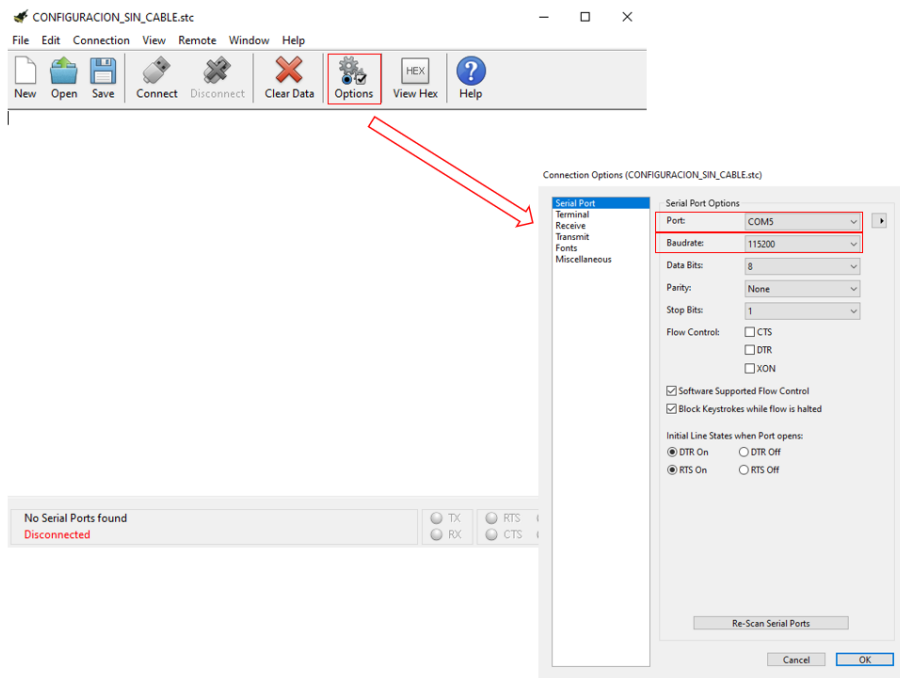 CONFIGURACION_SIN_CABLE.stc
File Edit Connection View Remote Window Help
HEX
New Open Save Connect Disconnect Clear Data Options View Hex Help
Connection Options (CONFIGURACION_SIN_CABLE.stc)
Serial Port
Terminal
Receive
Transmit
Fonts
Miscellaneous
Serial Port Options
Port: COM5
Baudrate: 115200
Data Bits: 8
Parity: None
Stop Bits: 1
Flow Control: CTS
DTR
XON
Software Supported Flow Control
Block Keystrokes while flow is halted
Initial Line States when Port opens:
DTR On DTR Off
RTS On RTS Off
Re-Scan Serial Ports
Cancel OK
No Serial Ports found TX RTS
Disconnected RX CTS